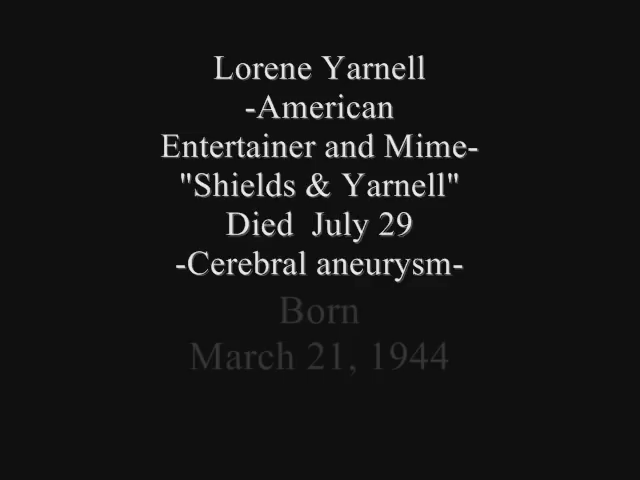 Lorene Yarnell
-American
Entertainer and Mime-
"Shields & Yarnell"
Died  July 29
-Cerebral aneurysm-
Born
March 21, 1944